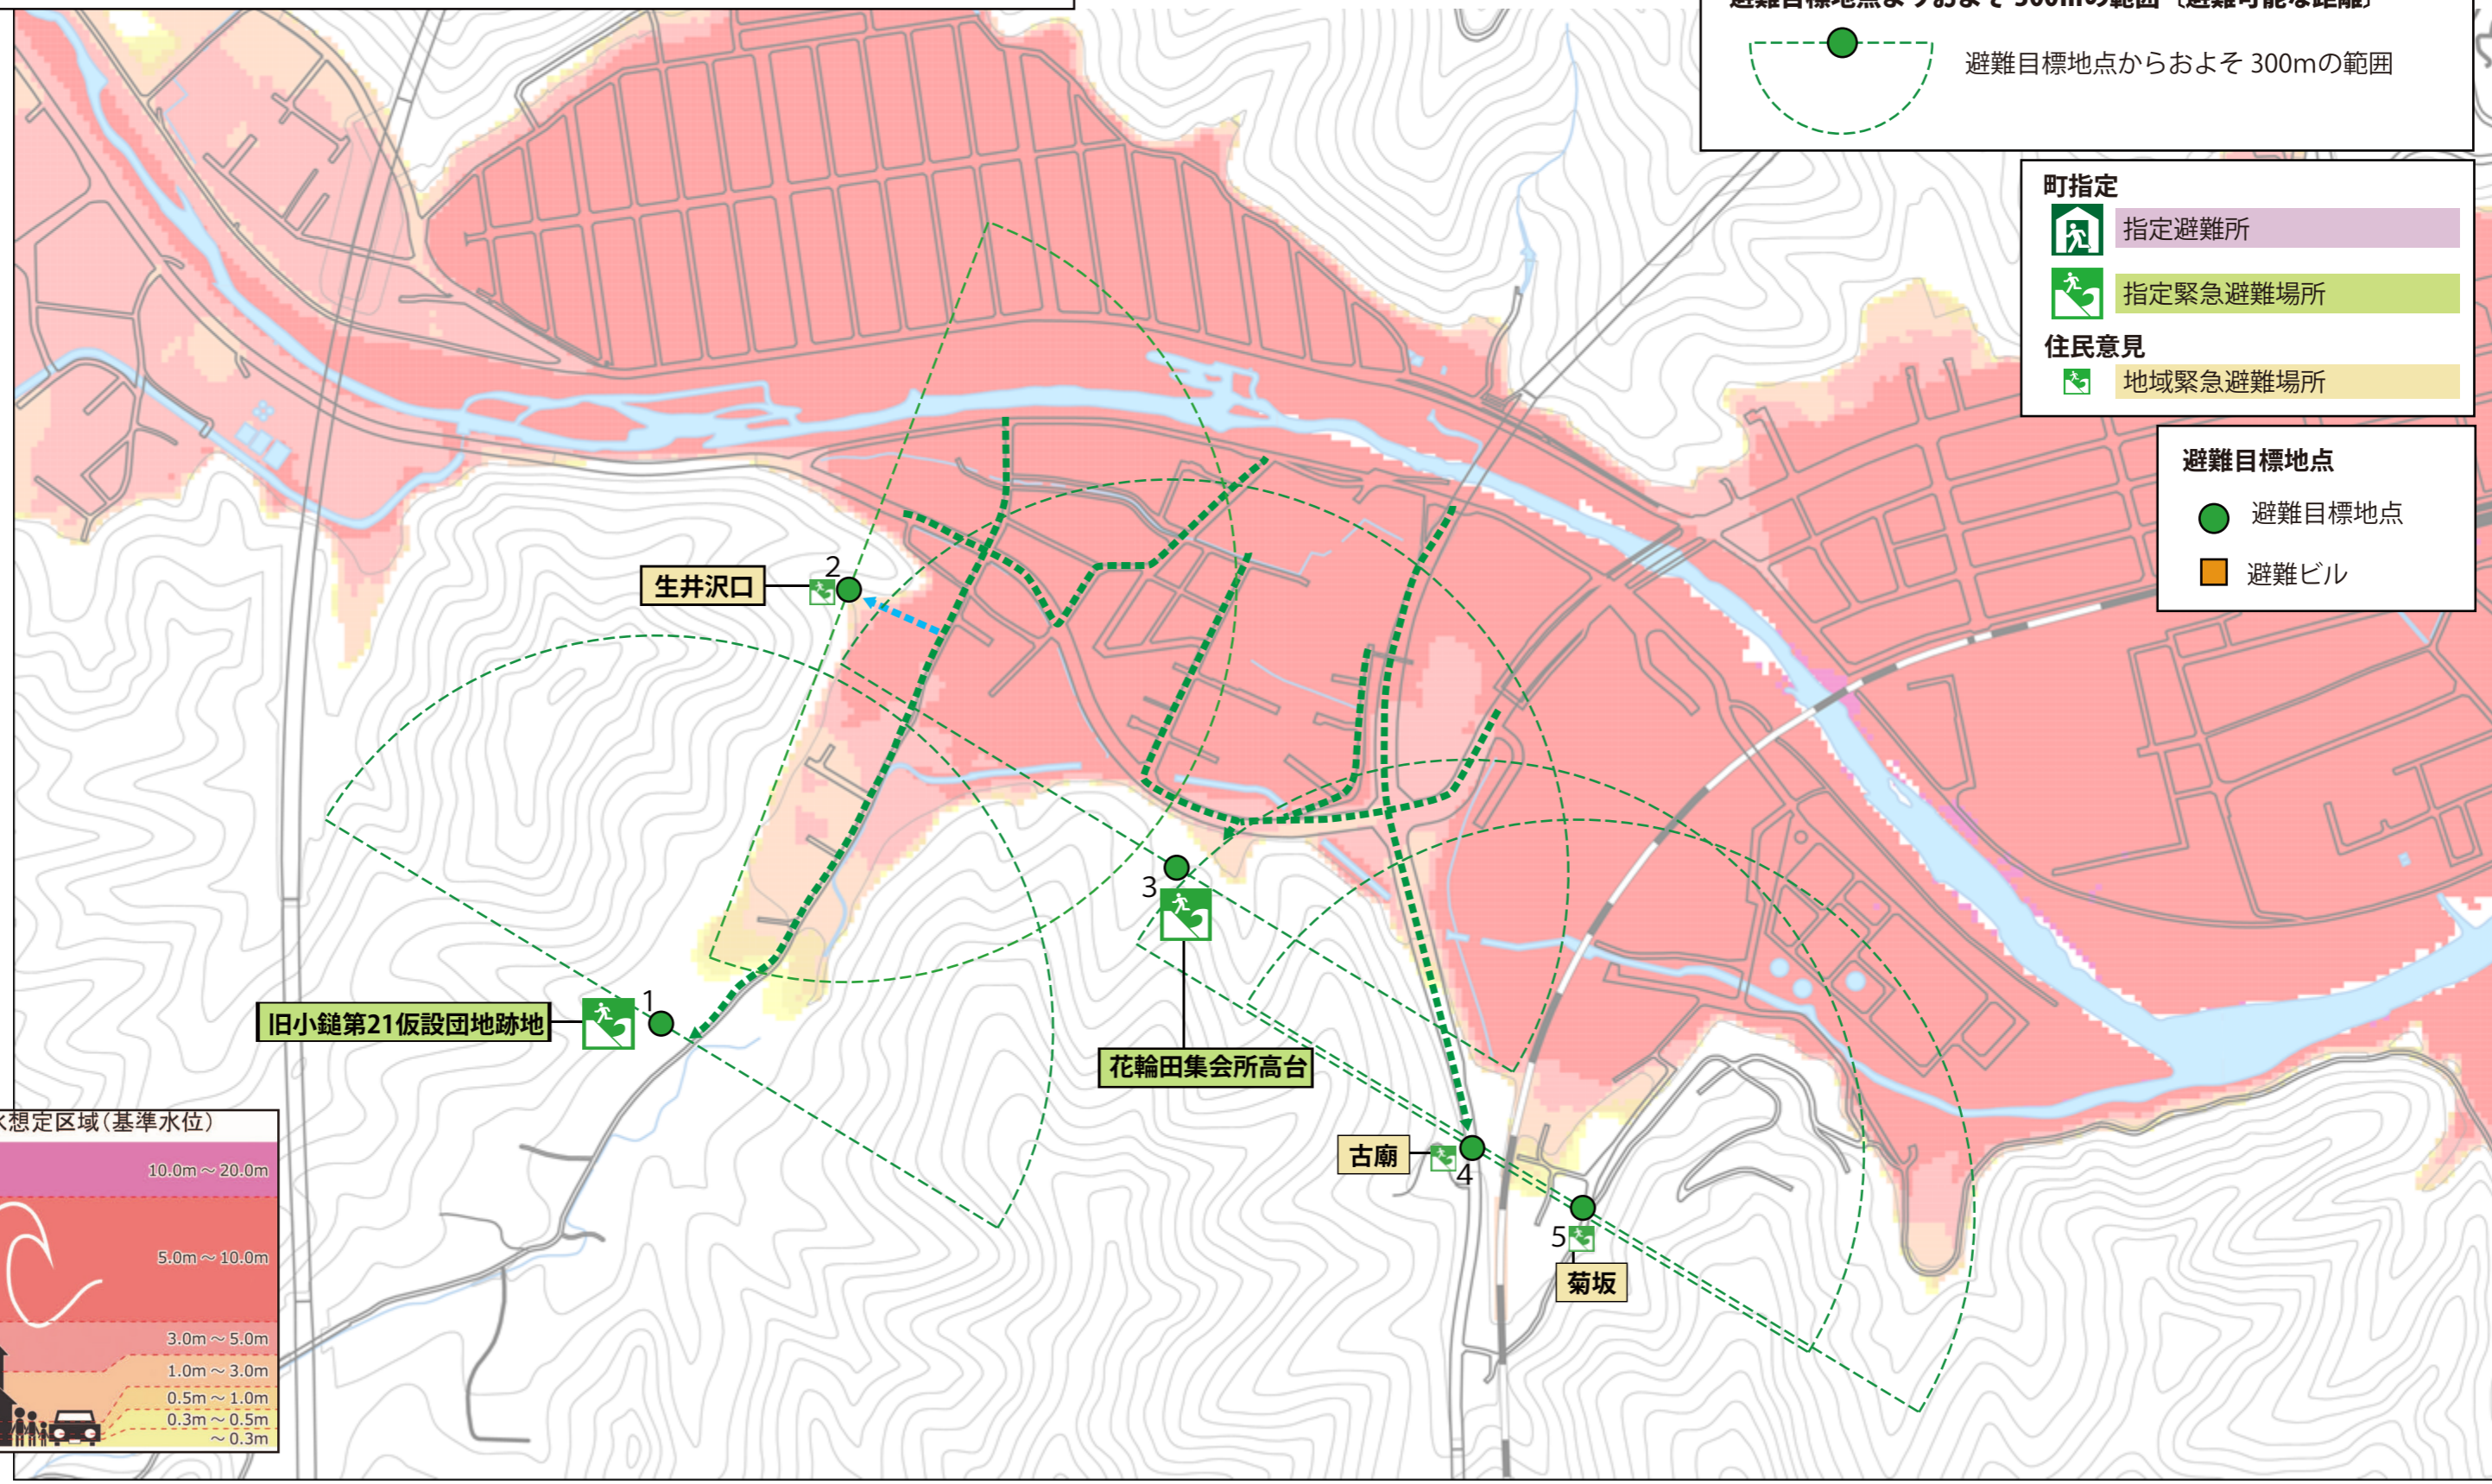 避難目標地点からおよそ 300mの範囲
町指定
指定避難所
指定緊急避難場所
住民意見
地域緊急避難場所
避難目標地点
避難目標地点
避難ビル
2
生井沢口
1
旧小鎚第21仮設団地跡地
3
花輪田集会所高台
古廟
4
5
菊坂
水想定区域(基準水位)
10.0m ～ 20.0m
5.0m ～ 10.0m
3.0m ～ 5.0m
1.0m ～ 3.0m
0.5m ～ 1.0m
0.3m ～ 0.5m
～ 0.3m